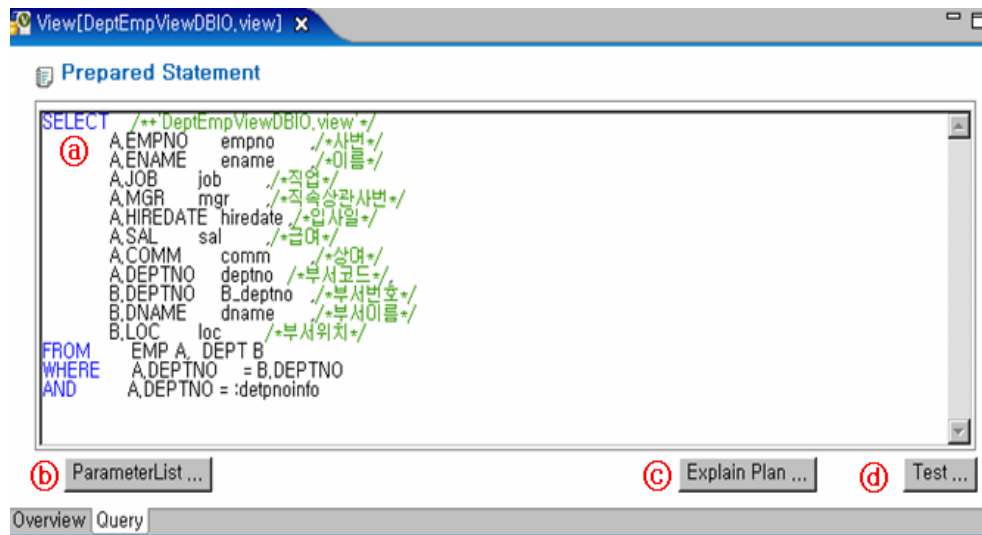 View[DeptEmpViewDBIO.view]
Prepared Statement
SELECT /*+'DeptEmpViewDBIO.view'*/
ⓐ
A.EMPNO empno ,/*사번*/
A.ENAME ename ,/*이름*/
A.JOB job ,/*직업*/
A.MGR mgr ,/*직속상관사번*/
A.HIREDATE hiredate ,/*입사일*/
A.SAL sal ,/*급여*/
A.COMM comm ,/*상여*/
A.DEPTNO deptno /*부서코드*/,
B.DEPTNO B_deptno ,/*부서번호*/
B.DNAME dname ,/*부서이름*/
B.LOC loc /*부서위치*/
FROM EMP A, DEPT B
WHERE A.DEPTNO = B.DEPTNO
AND A.DEPTNO = :detpnoinfo
ⓑ ParameterList ... ⓒ Explain Plan ... ⓓ Test ...
Overview Query